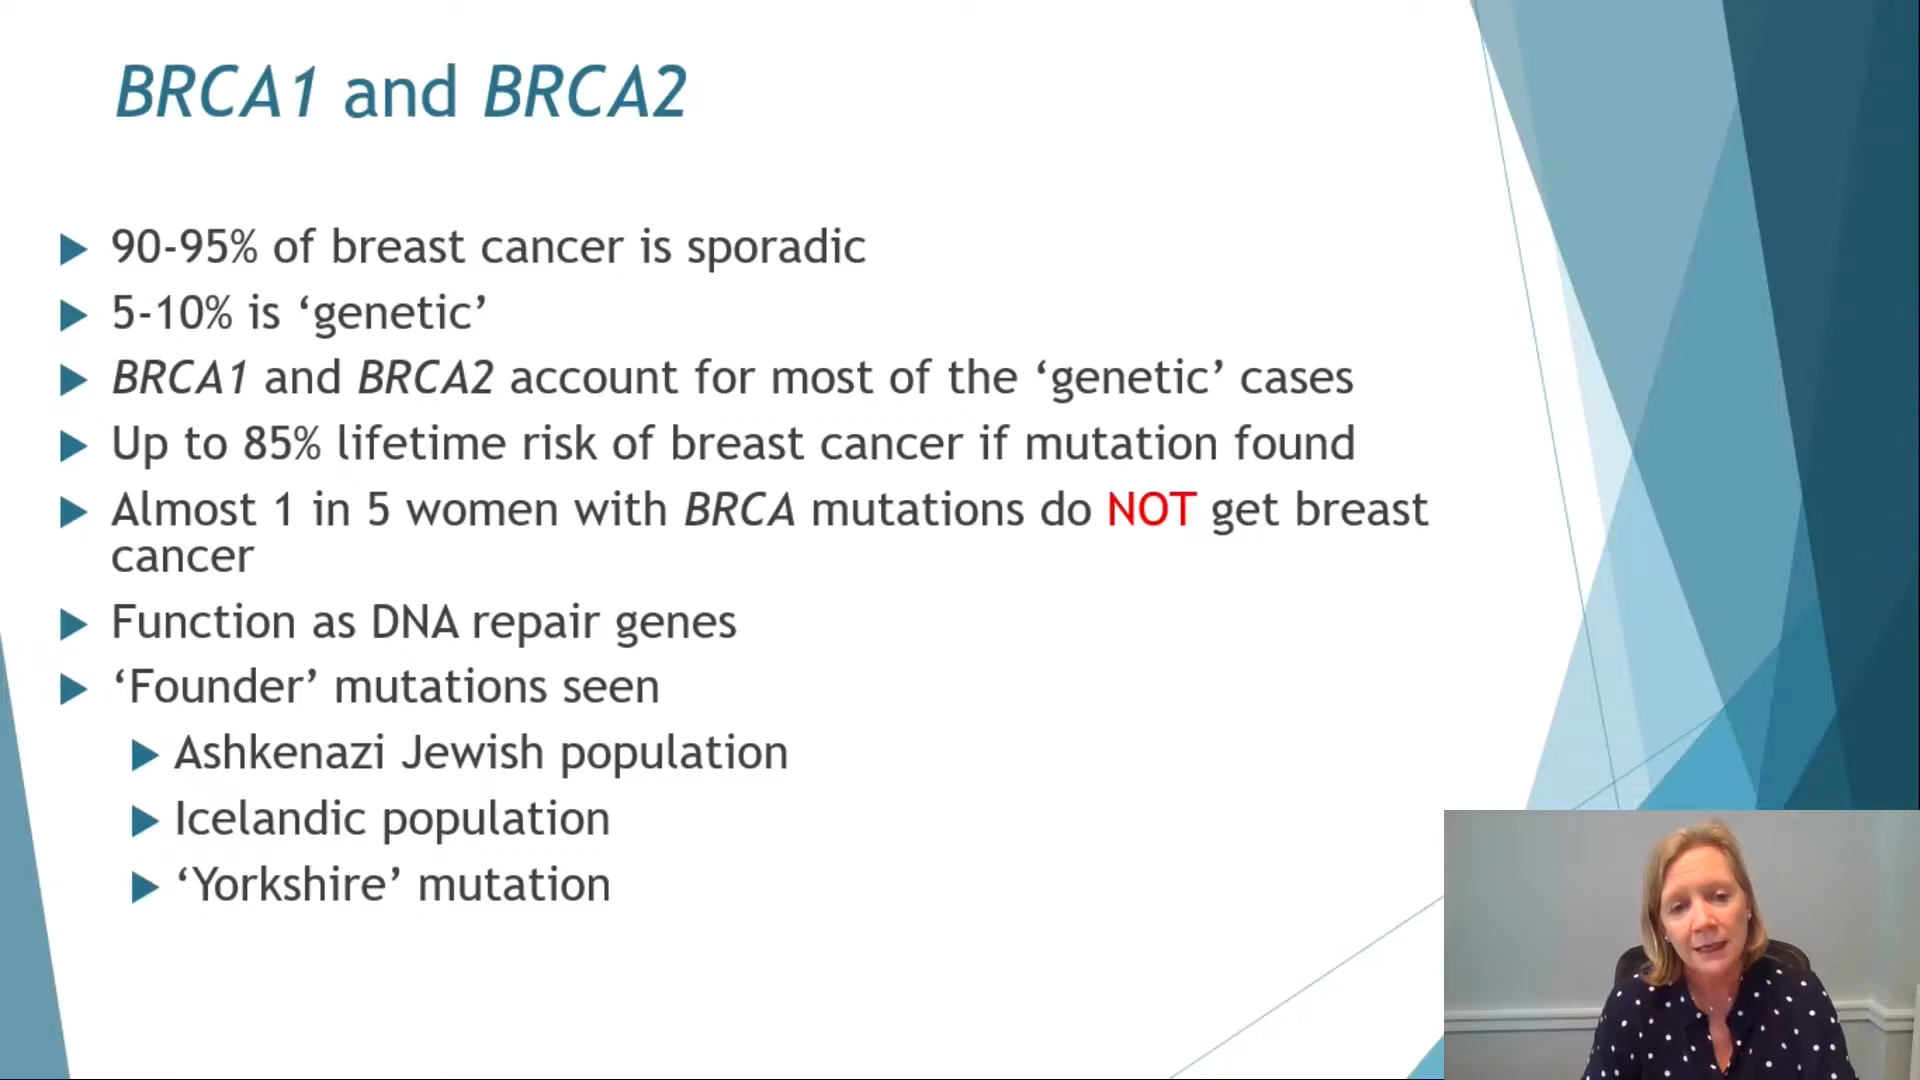 BRCA1 and BRCA2
90-95% of breast cancer is sporadic
5-10% is ‘genetic’
BRCA1 and BRCA2 account for most of the ‘genetic’ cases
Up to 85% lifetime risk of breast cancer if mutation found
Almost 1 in 5 women with BRCA mutations do NOT get breast
cancer
Function as DNA repair genes
‘Founder’ mutations seen
Ashkenazi Jewish population
Icelandic population
‘Yorkshire’ mutation